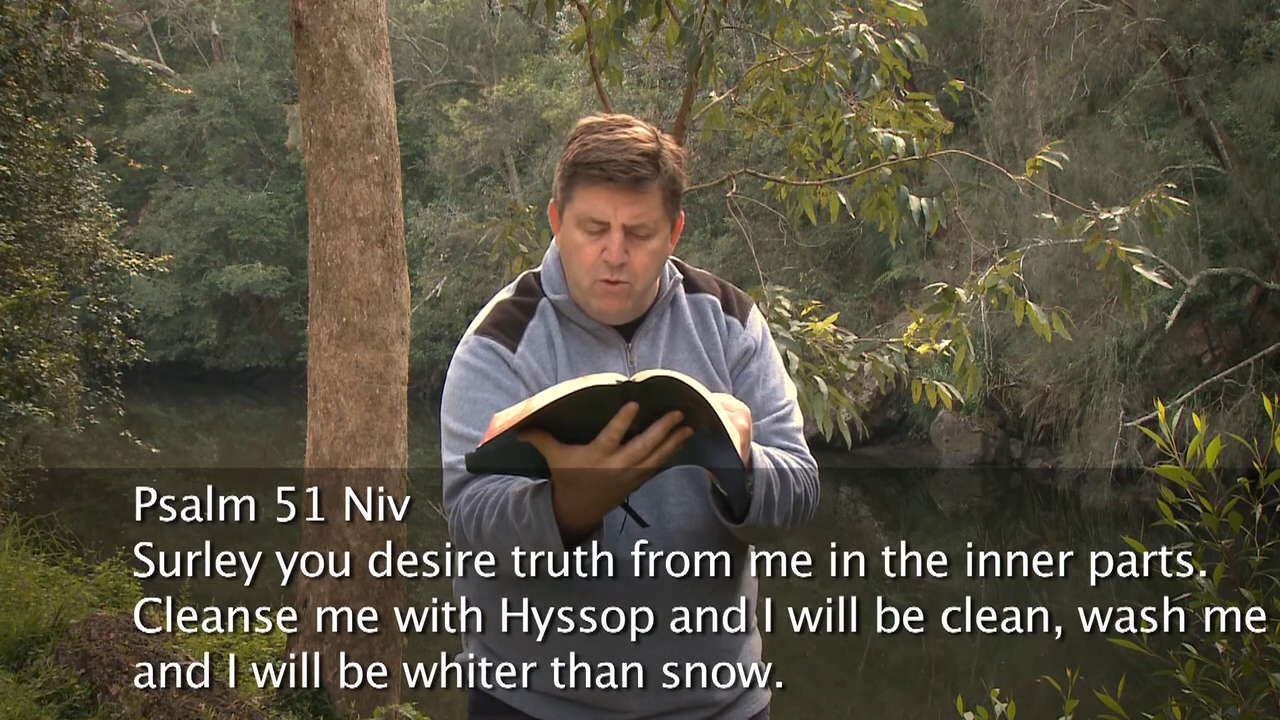 Psalm 51 Niv
Surley you desire truth from me in the inner parts.
Cleanse me with Hyssop and I will be clean, wash me
and I will be whiter than snow.